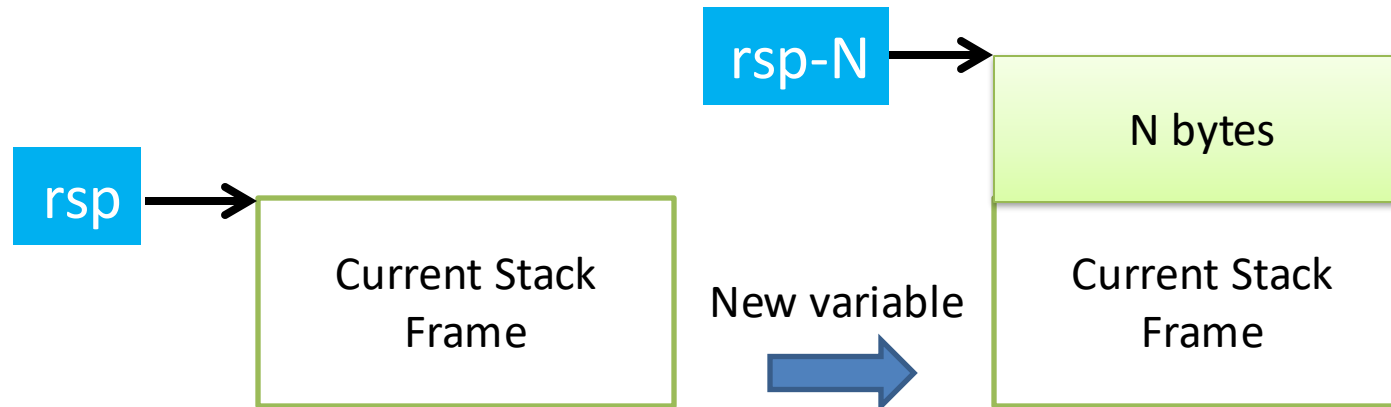 rsp
Current Stack
Frame
New variable
rsp-N
N bytes
Current Stack
Frame